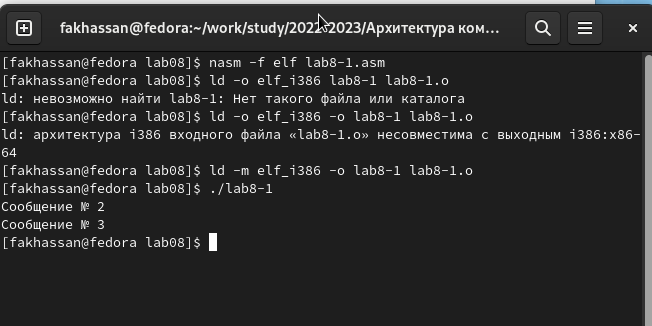 fakhassan@fedora:~/work/study/2022-2023/Архитектура ком...
[fakhassan@fedora lab08]$ nasm -f elf lab8-1.asm
[fakhassan@fedora lab08]$ ld -o elf_i386 lab8-1 lab8-1.o
ld: невозможно найти lab8-1: Нет такого файла или каталога
[fakhassan@fedora lab08]$ ld -o elf_i386 -o lab8-1 lab8-1.o
ld: архитектура i386 входного файла «lab8-1.o» несовместима с выходным i386:x86-
64
[fakhassan@fedora lab08]$ ld -m elf_i386 -o lab8-1 lab8-1.o
[fakhassan@fedora lab08]$ ./lab8-1
Сообщение № 2
Сообщение № 3
[fakhassan@fedora lab08]$